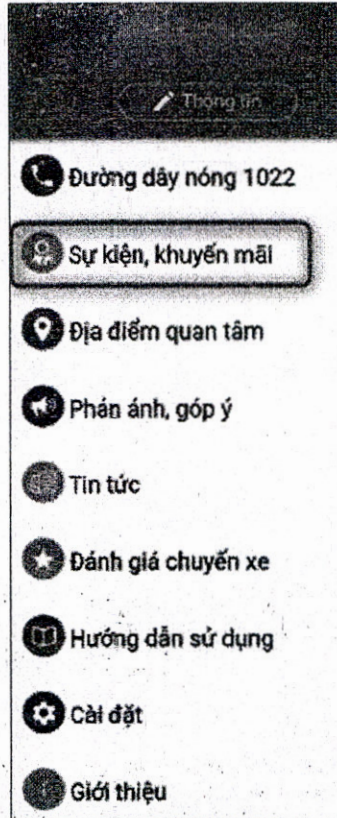 Thông tin
Đường dây nóng 1022
Sự kiện, khuyến mãi
Địa điểm quan tâm
Phản ánh, góp ý
Tin tức
Đánh giá chuyến xe
Hướng dẫn sử dụng
Cài đặt
Giới thiệu